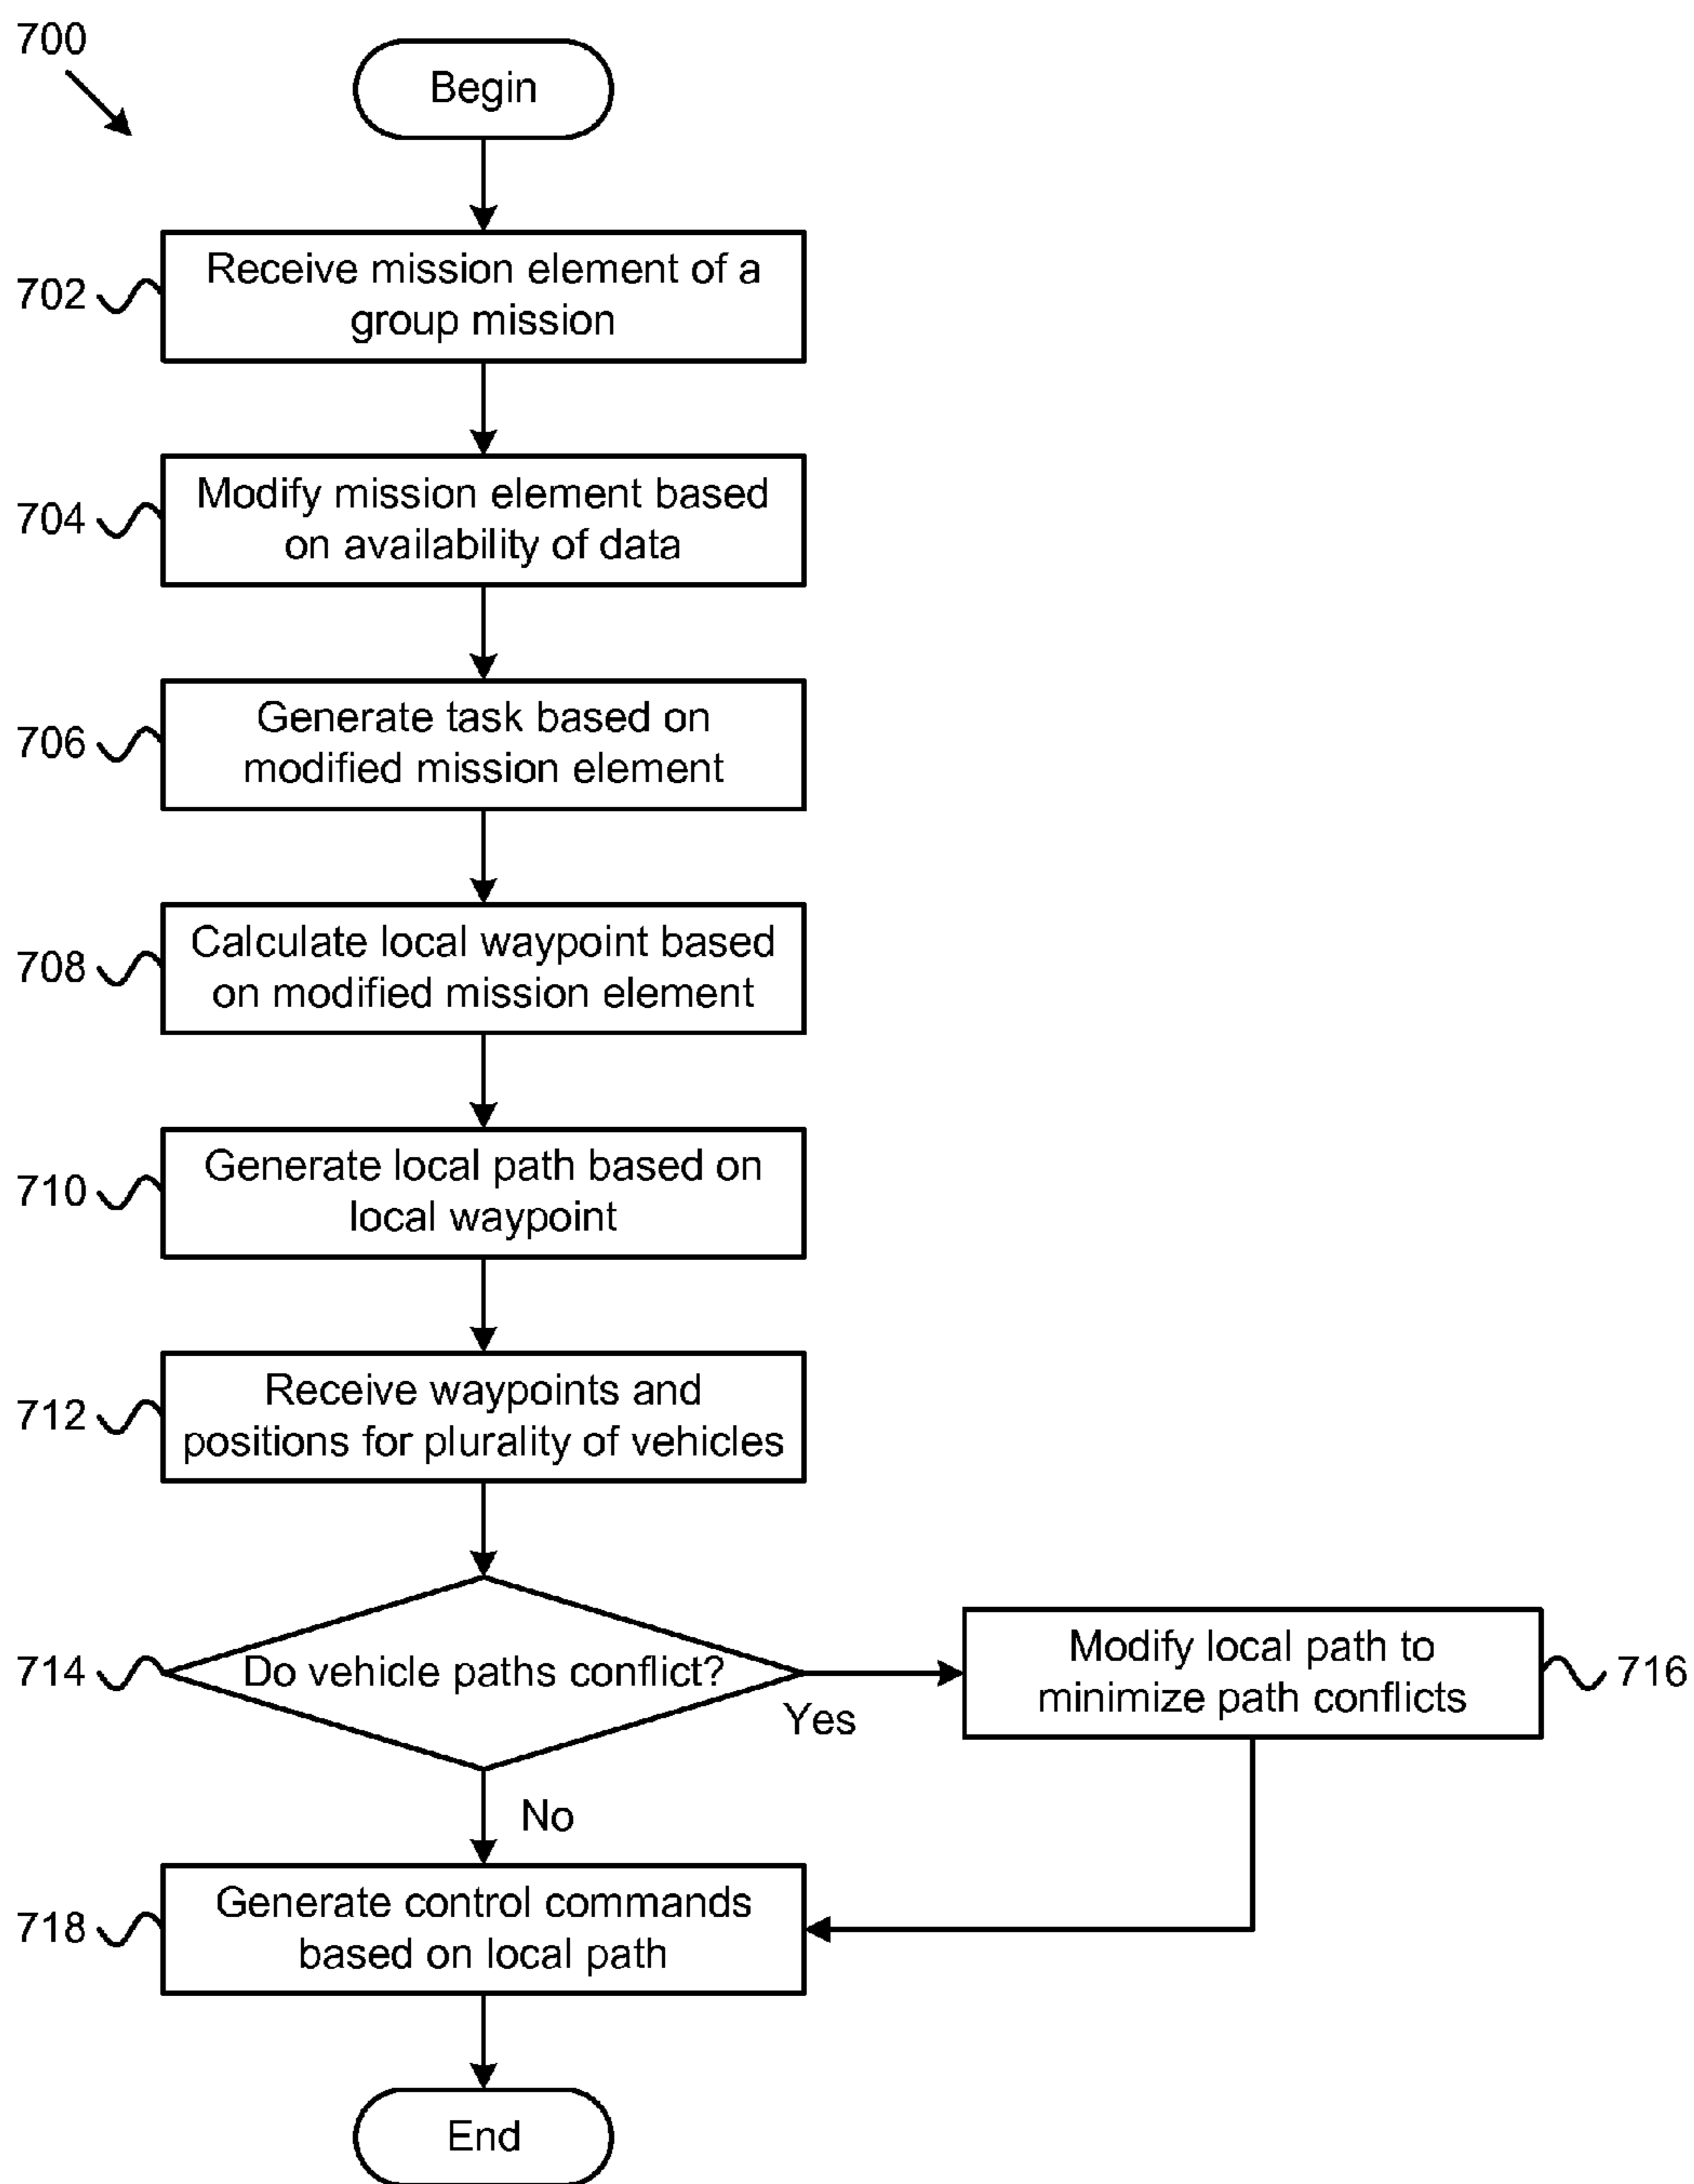 700
Begin
702
Receive mission element of a
group mission
704
Modify mission element based
on availability of data
706
Generate task based on
modified mission element
708
Calculate local waypoint based
on modified mission element
710
Generate local path based on
local waypoint
712
Receive waypoints and
positions for plurality of vehicles
714
Do vehicle paths conflict?
Yes
Modify local path to
minimize path conflicts
716
No
718
Generate control commands
based on local path
End